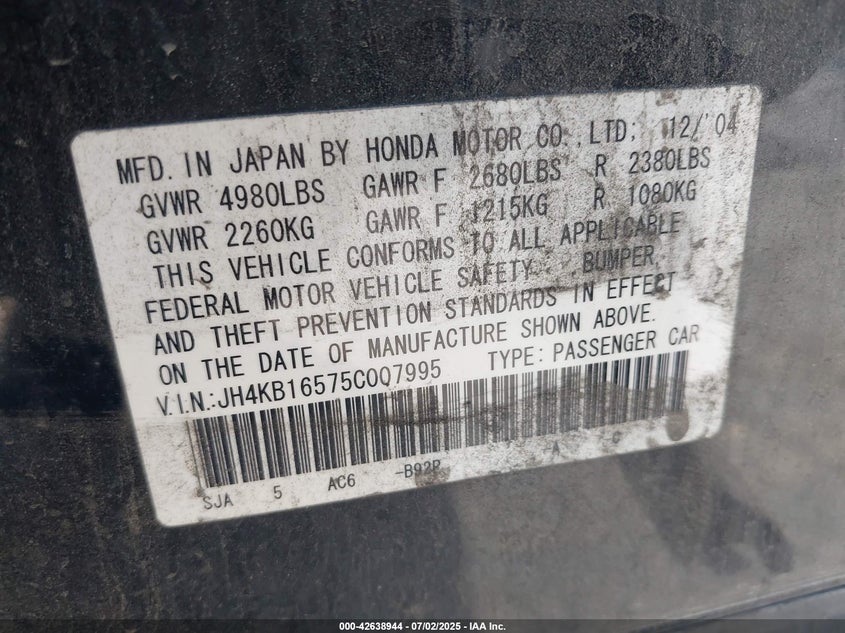 MFD. IN JAPAN BY HONDA MOTOR CO., LTD: 12/'04
GVWR 4980LBS GAWR F 2680LBS R 2380LBS
GVWR 2260KG GAWR F 1215KG R 1080KG
THIS VEHICLE CONFORMS TO ALL APPLICABLE
FEDERAL MOTOR VEHICLE SAFETY, BUMPER,
AND THEFT PREVENTION STANDARDS IN EFFECT
ON THE DATE OF MANUFACTURE SHOWN ABOVE.
V.I.N.:JH4KB16575C007995 TYPE: PASSENGER CAR
SJA 5 AC6 -B92P A
000-42638944 - 07/02/2025 - IAA Inc.